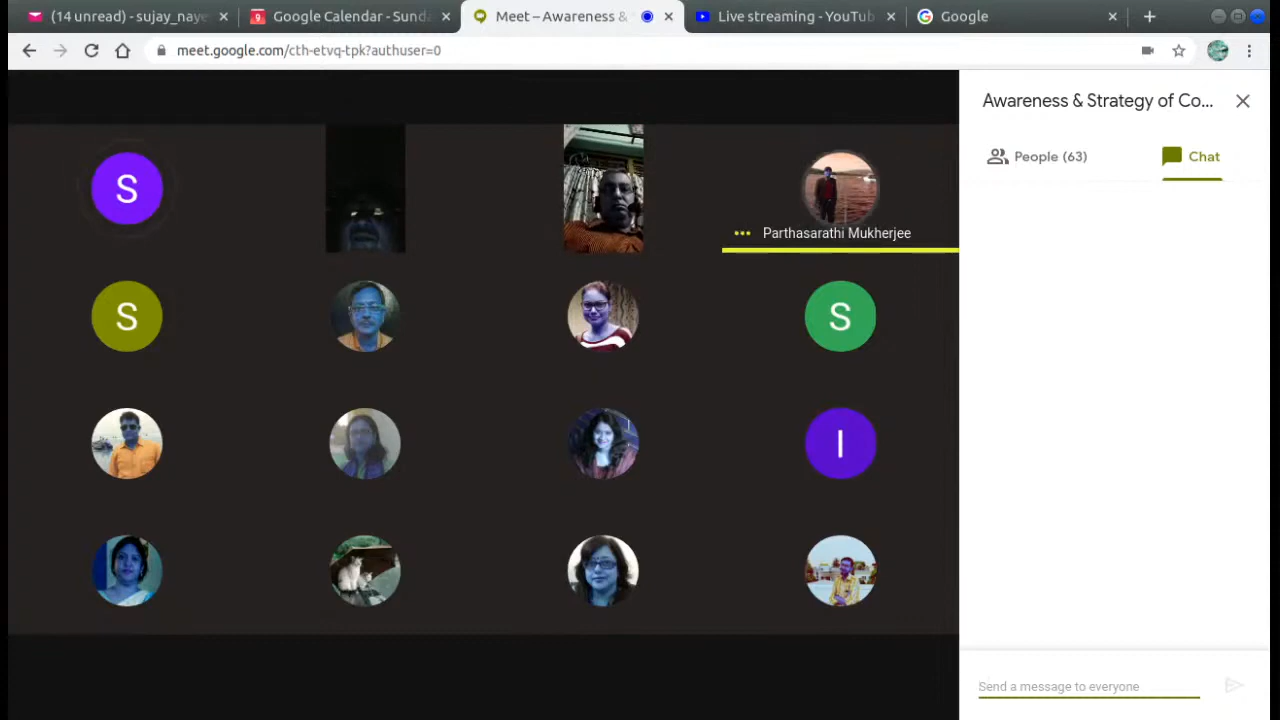 (14 unread) - sujay_naye
Google Calendar - Sunda
Meet – Awareness &
Live streaming - YouTub
Google
meet.google.com/cth-etvq-tpk?authuser=0
Awareness & Strategy of Co...
People (63)
Chat
S
Parthasarathi Mukherjee
S
S
I
Send a message to everyone